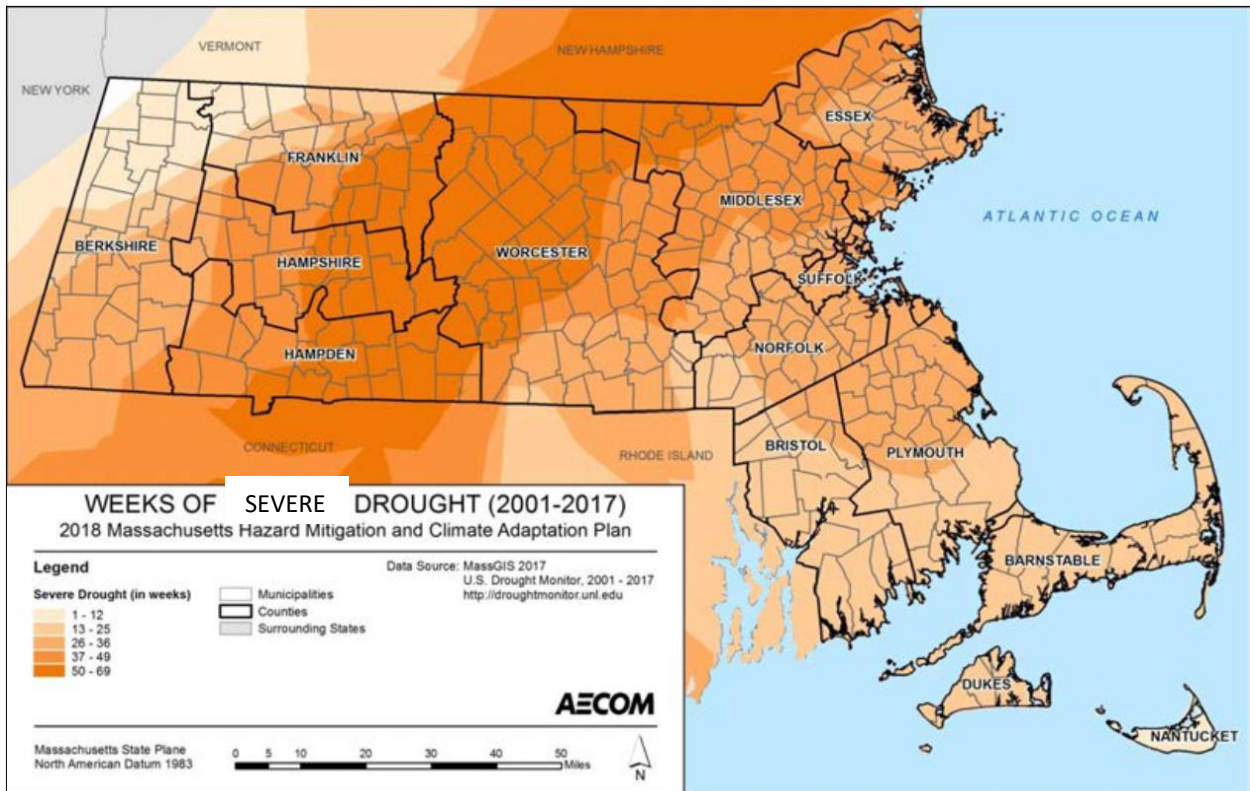 VERMONT
NEW HAMPSHIRE
NEW YORK
ESSEX
FRANKLIN
MIDDLESEX
ATLANTIC OCEAN
BERKSHIRE
HAMPSHIRE
WORCESTER
SUFFOLK
HAMPDEN
NORFOLK
CONNECTICUT
RHODE ISLAND
BRISTOL
PLYMOUTH
BARNSTABLE
DUKES
NANTUCKET
WEEKS OF SEVERE DROUGHT (2001-2017)
2018 Massachusetts Hazard Mitigation and Climate Adaptation Plan
Legend
Severe Drought (in weeks)
1 - 12
13 - 25
26 - 36
37 - 49
50 - 69
Municipalities
Counties
Surrounding States
Data Source: MassGIS 2017
U.S. Drought Monitor, 2001 - 2017
http://droughtmonitor.unl.edu
AECOM
Massachusetts State Plane
North American Datum 1983
0 5 10 20 30 40 50
Miles
N